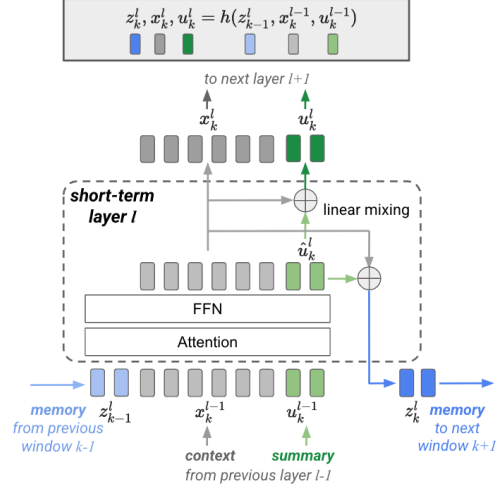 z_k^l, x_k^l, u_k^l = h(z_{k-1}^l, x_k^{l-1}, u_k^{l-1})
to next layer l+1
x_k^l
u_k^l
short-term
layer l
linear mixing
û_k^l
FFN
Attention
z_{k-1}^l
x_k^{l-1}
u_k^{l-1}
z_k^l
memory
from previous
window k-1
memory
to next
window k+1
context
summary
from previous layer l-1